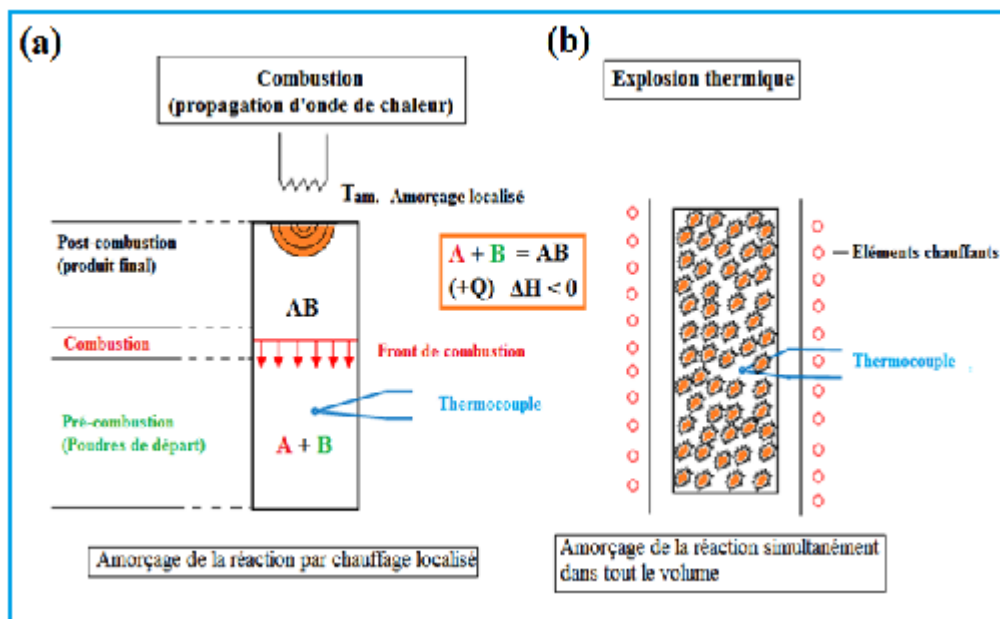 (a)
Combustion
(propagation d'onde de chaleur)
Tam. Amorçage localisé
Post-combustion
(produit final)
AB
A + B = AB
(+Q) ΔH < 0
Combustion
Front de combustion
Thermocouple
Pré-combustion
(Poudres de départ)
A + B
Amorçage de la réaction par chauffage localisé
(b)
Explosion thermique
Eléments chauffants
Thermocouple
Amorçage de la réaction simultanément
dans tout le volume